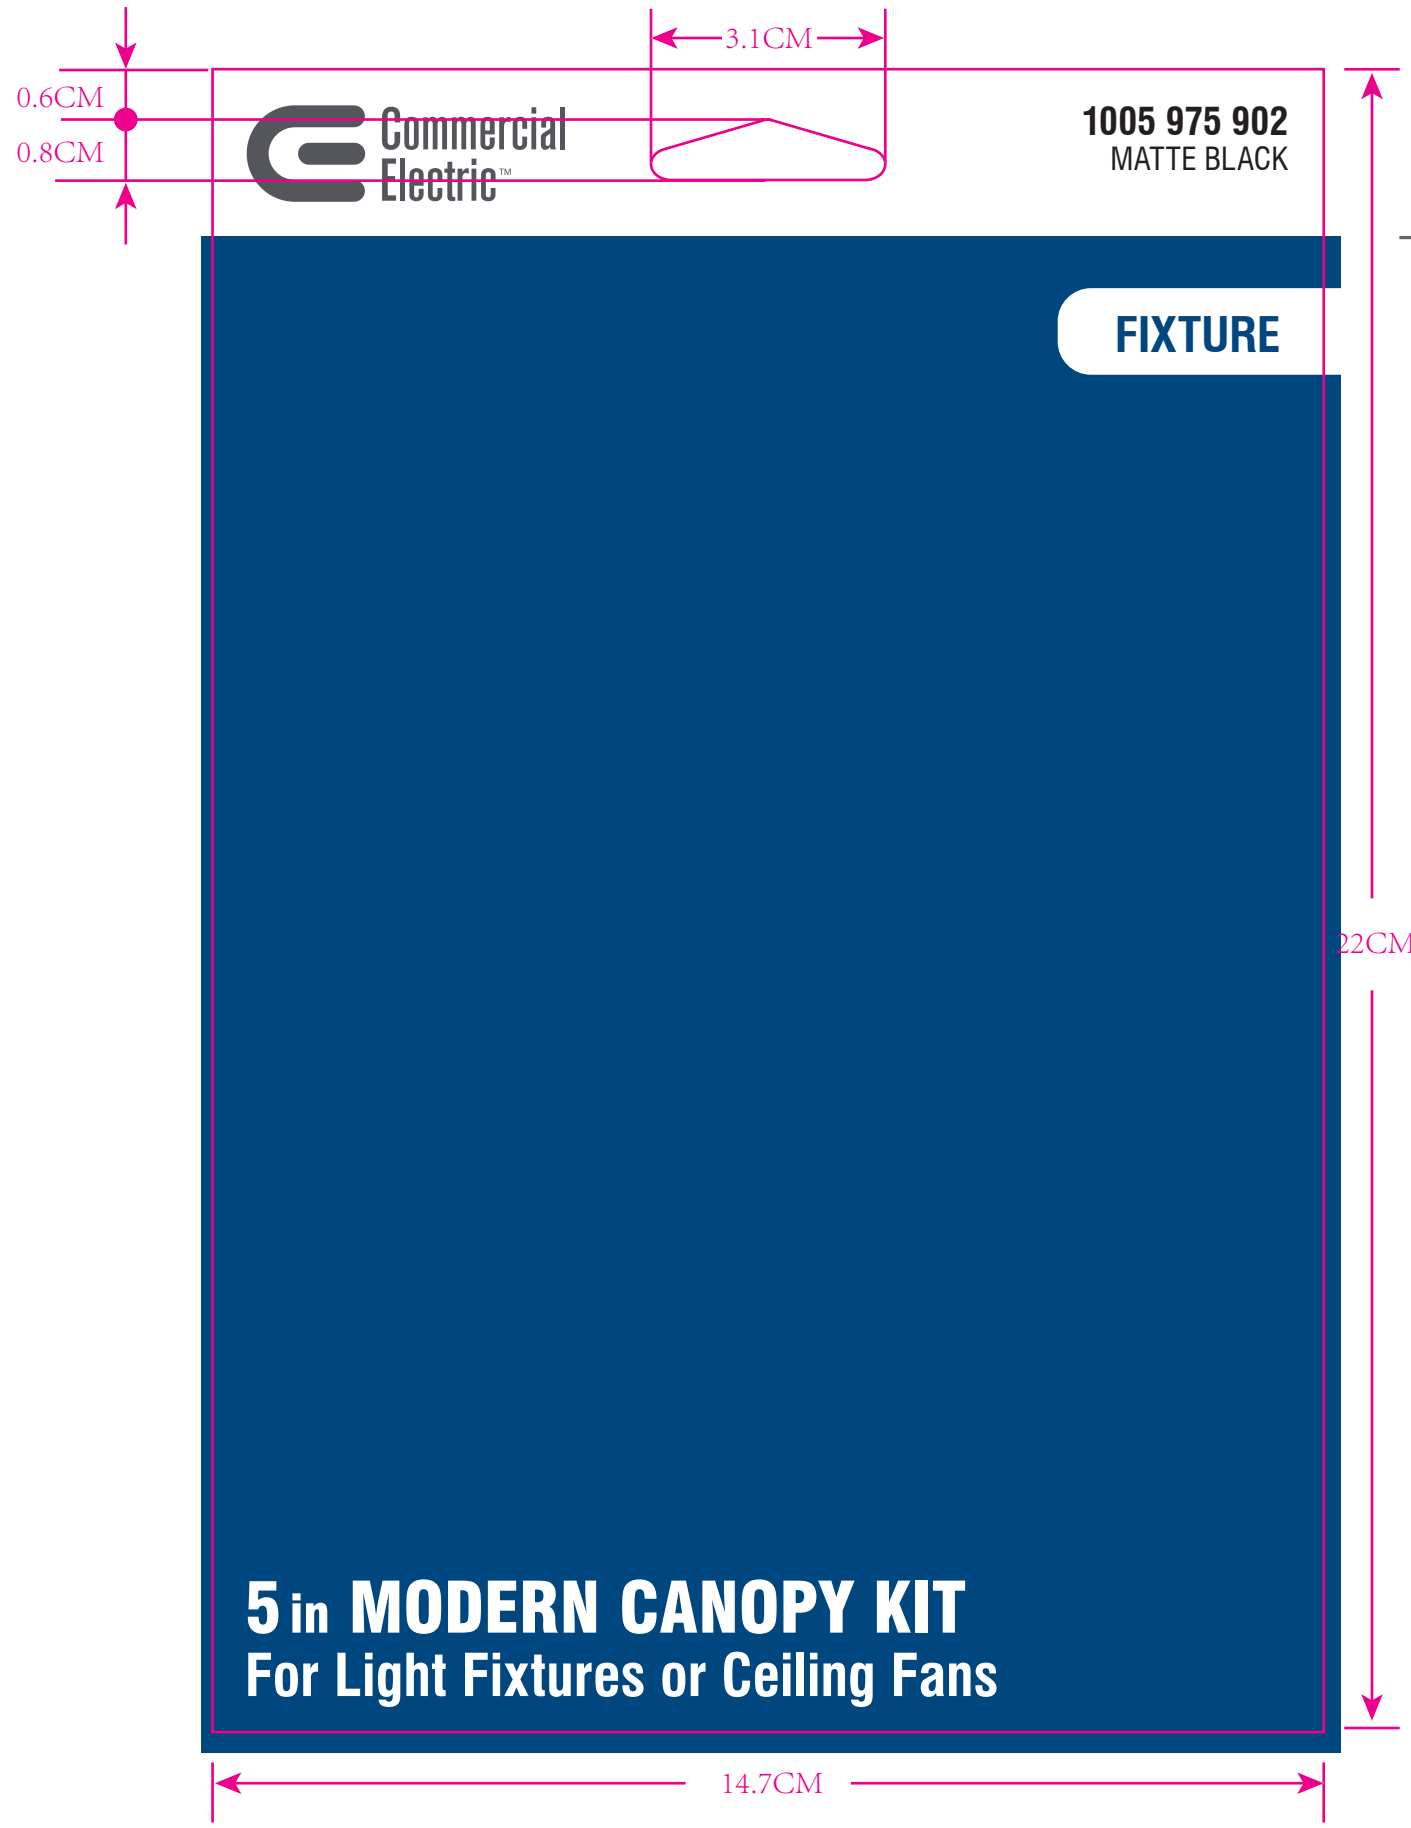 3.1CM
0.6CM
0.8CM
Commercial
Electric™
1005 975 902
MATTE BLACK
FIXTURE
22CM
5 in MODERN CANOPY KIT
For Light Fixtures or Ceiling Fans
14.7CM